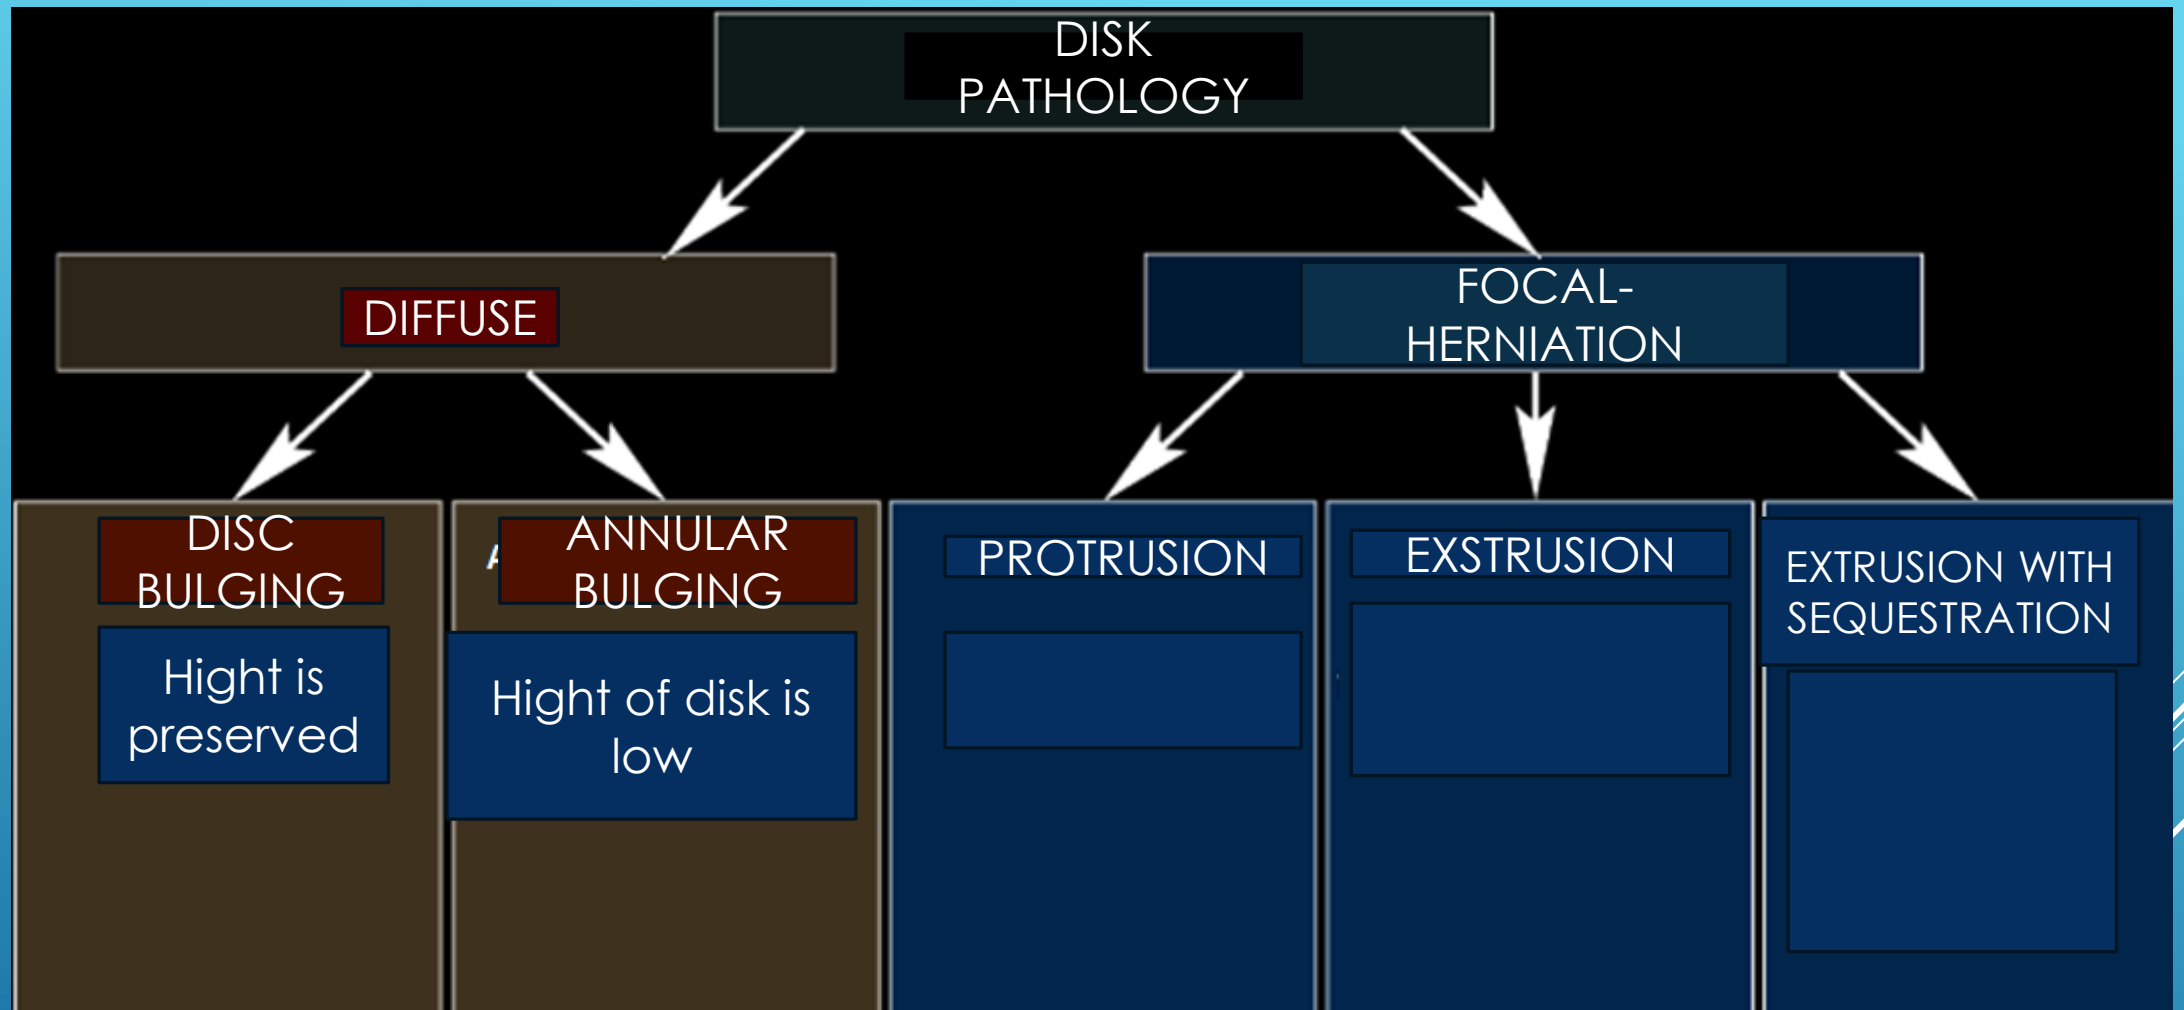 DISK
PATHOLOGY
DIFFUSE
FOCAL-
HERNIATION
DISC
BULGING
ANNULAR
BULGING
PROTRUSION
EXSTRUSION
EXTRUSION WITH
SEQUESTRATION
Hight is
preserved
Hight of disk is
low